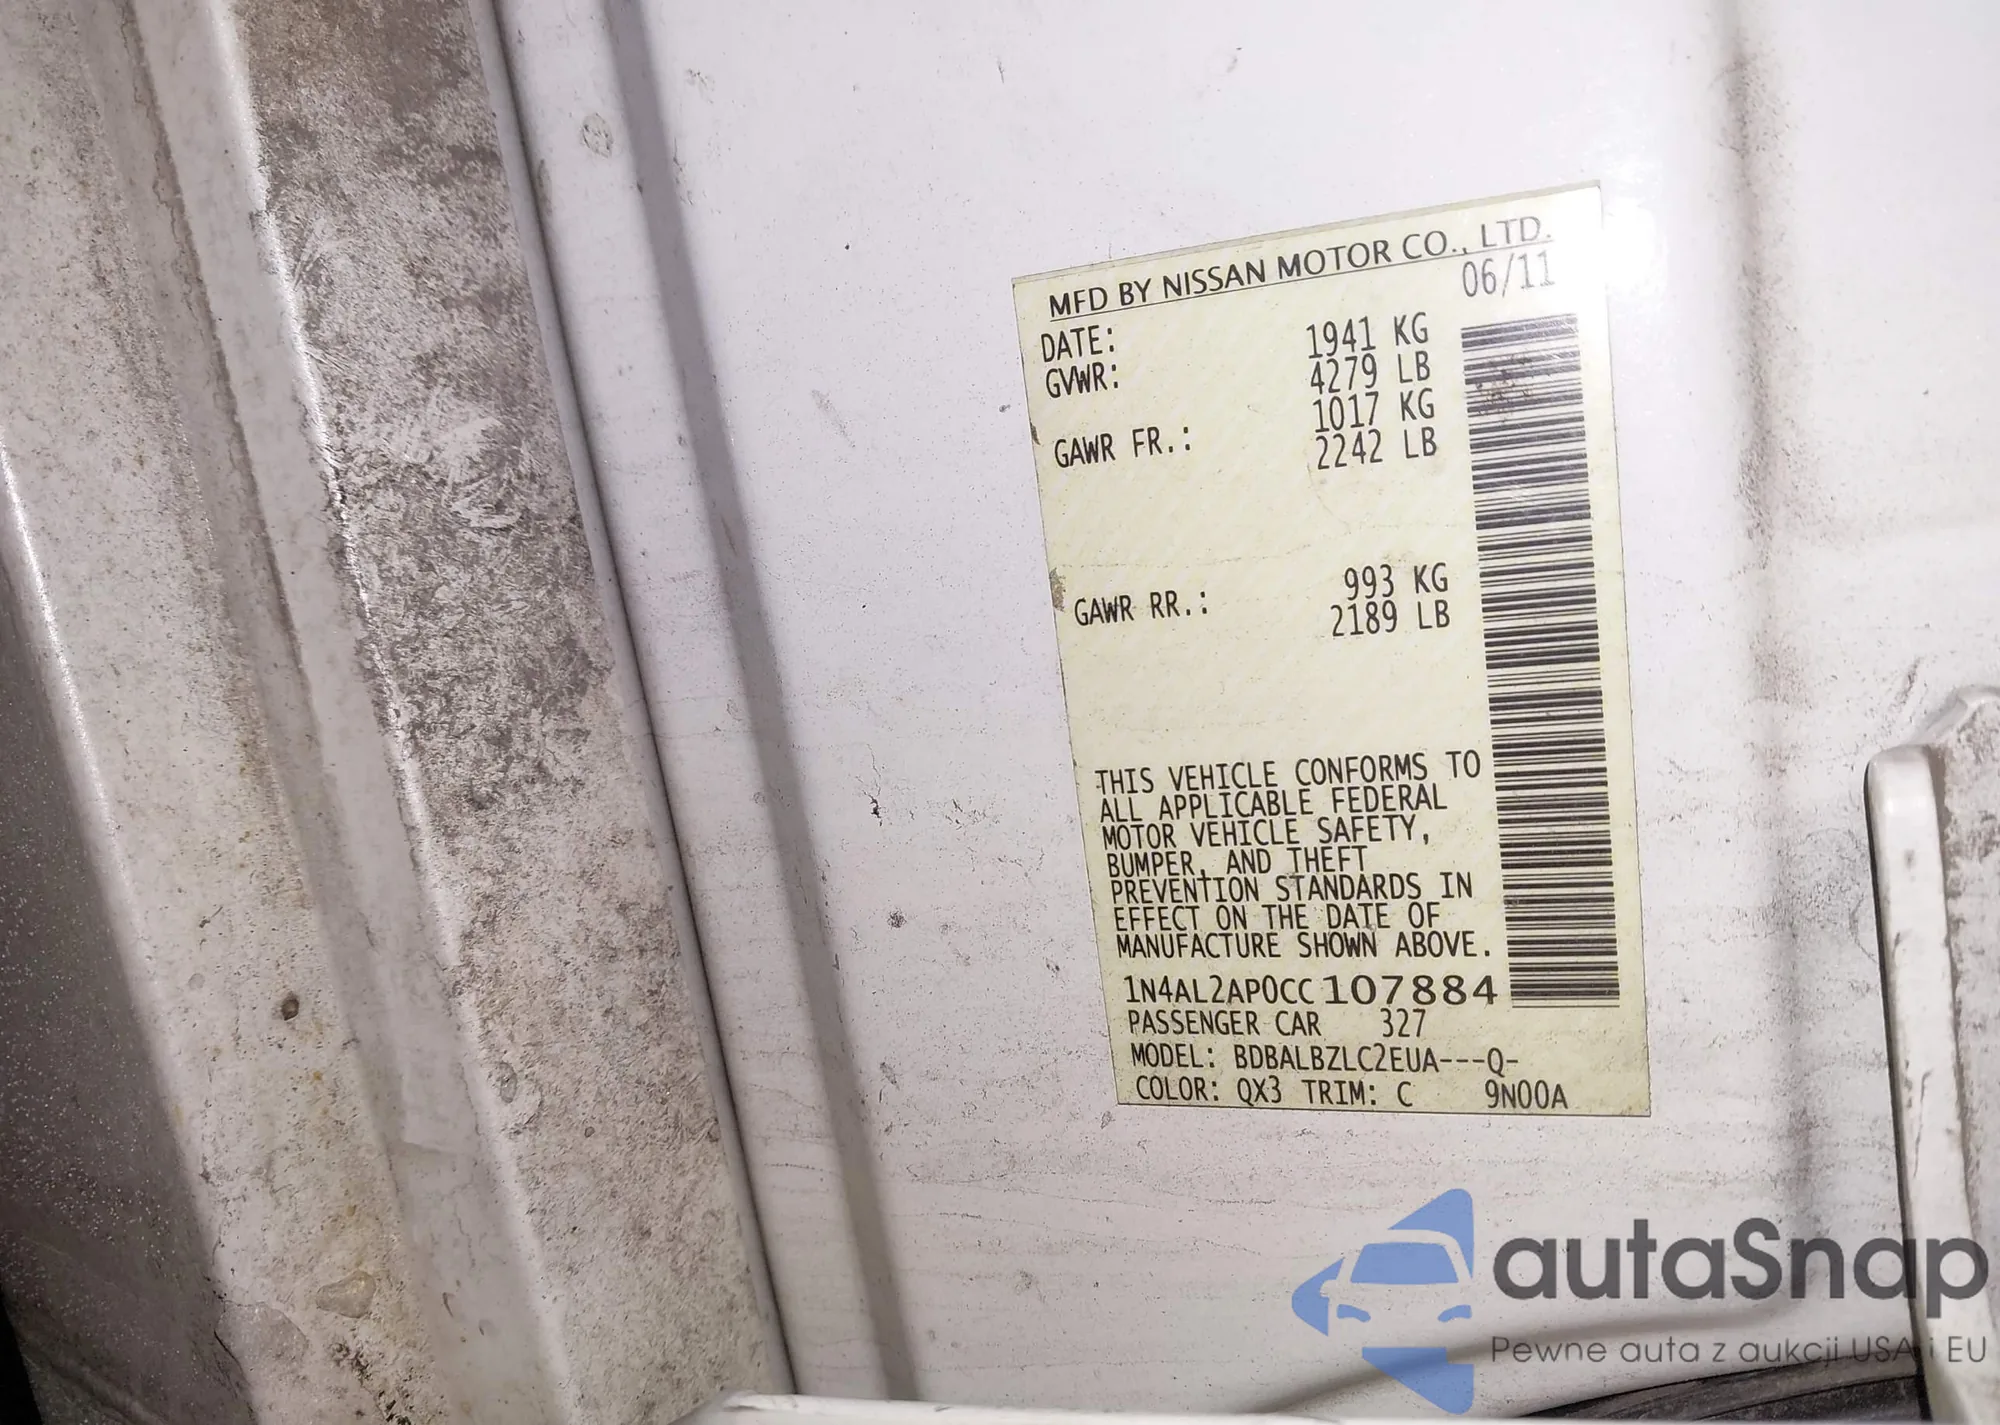 MFD BY NISSAN MOTOR CO., LTD.
DATE: 06/11
GVWR: 1941 KG
4279 LB
GAWR FR.: 1017 KG
2242 LB
GAWR RR.: 993 KG
2189 LB
THIS VEHICLE CONFORMS TO
ALL APPLICABLE FEDERAL
MOTOR VEHICLE SAFETY,
BUMPER, AND THEFT
PREVENTION STANDARDS IN
EFFECT ON THE DATE OF
MANUFACTURE SHOWN ABOVE.
1N4AL2AP0CC107884
PASSENGER CAR 327
MODEL: BDBALBZLC2EUA---Q-
COLOR: QX3 TRIM: C 9N00A
autaSnap
Pewne auta z aukcji USA i EU